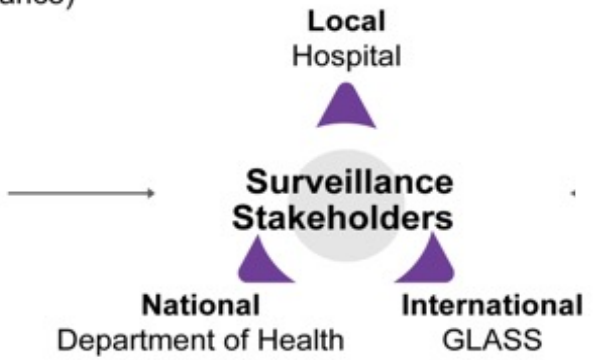 Local
Hospital
Surveillance
Stakeholders
National
Department of Health
International
GLASS